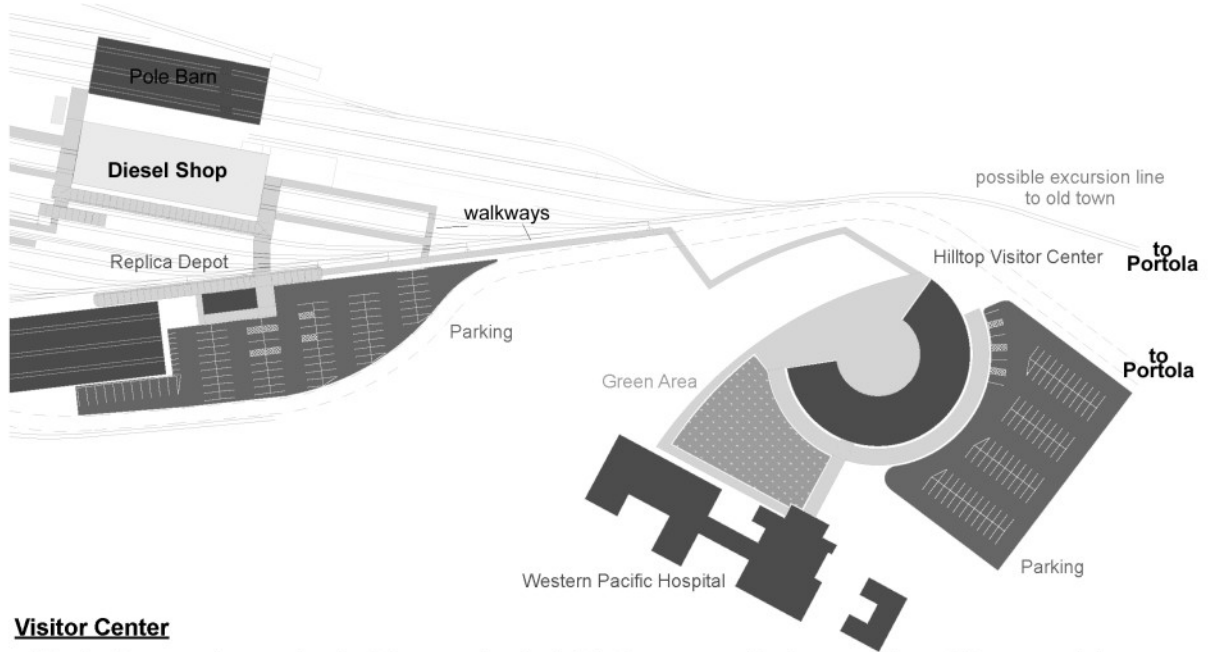 Pole Barn
Diesel Shop
walkways
possible excursion line
to old town
Replica Depot
Hilltop Visitor Center
to
Portola
Parking
to
Portola
Green Area
Western Pacific Hospital
Parking
Visitor Center